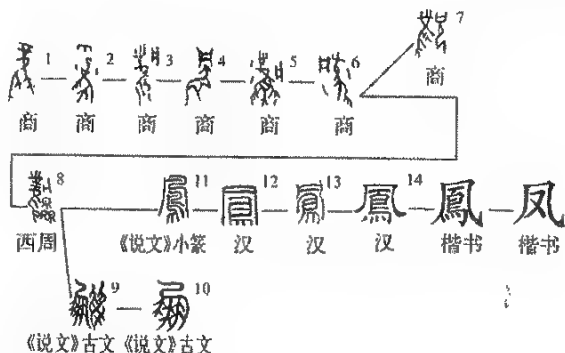 7
1 2 3 4 5 6
商
商 商 商 商 商 商
8 11 12 13 14 鳳 凤
西周 《说文》小篆 汉 汉 汉 楷书 楷书
9 10
《说文》古文 《说文》古文